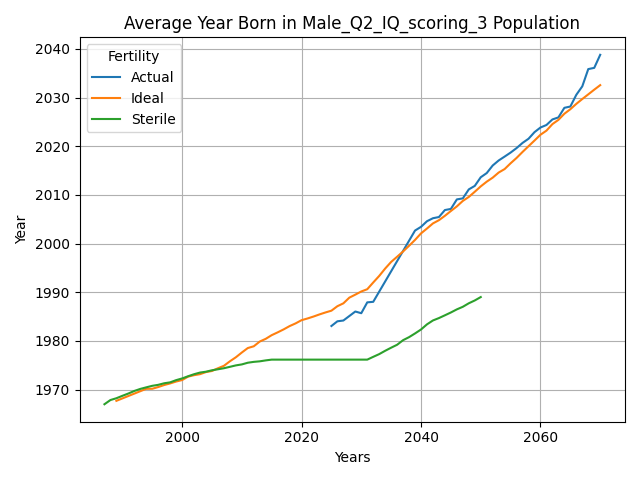 Average Year Born in Male_Q2_IQ_scoring_3 Population
Fertility
Actual
Ideal
Sterile
Year
2040
2030
2020
2010
2000
1990
1980
1970
2000 2020 2040 2060
Years